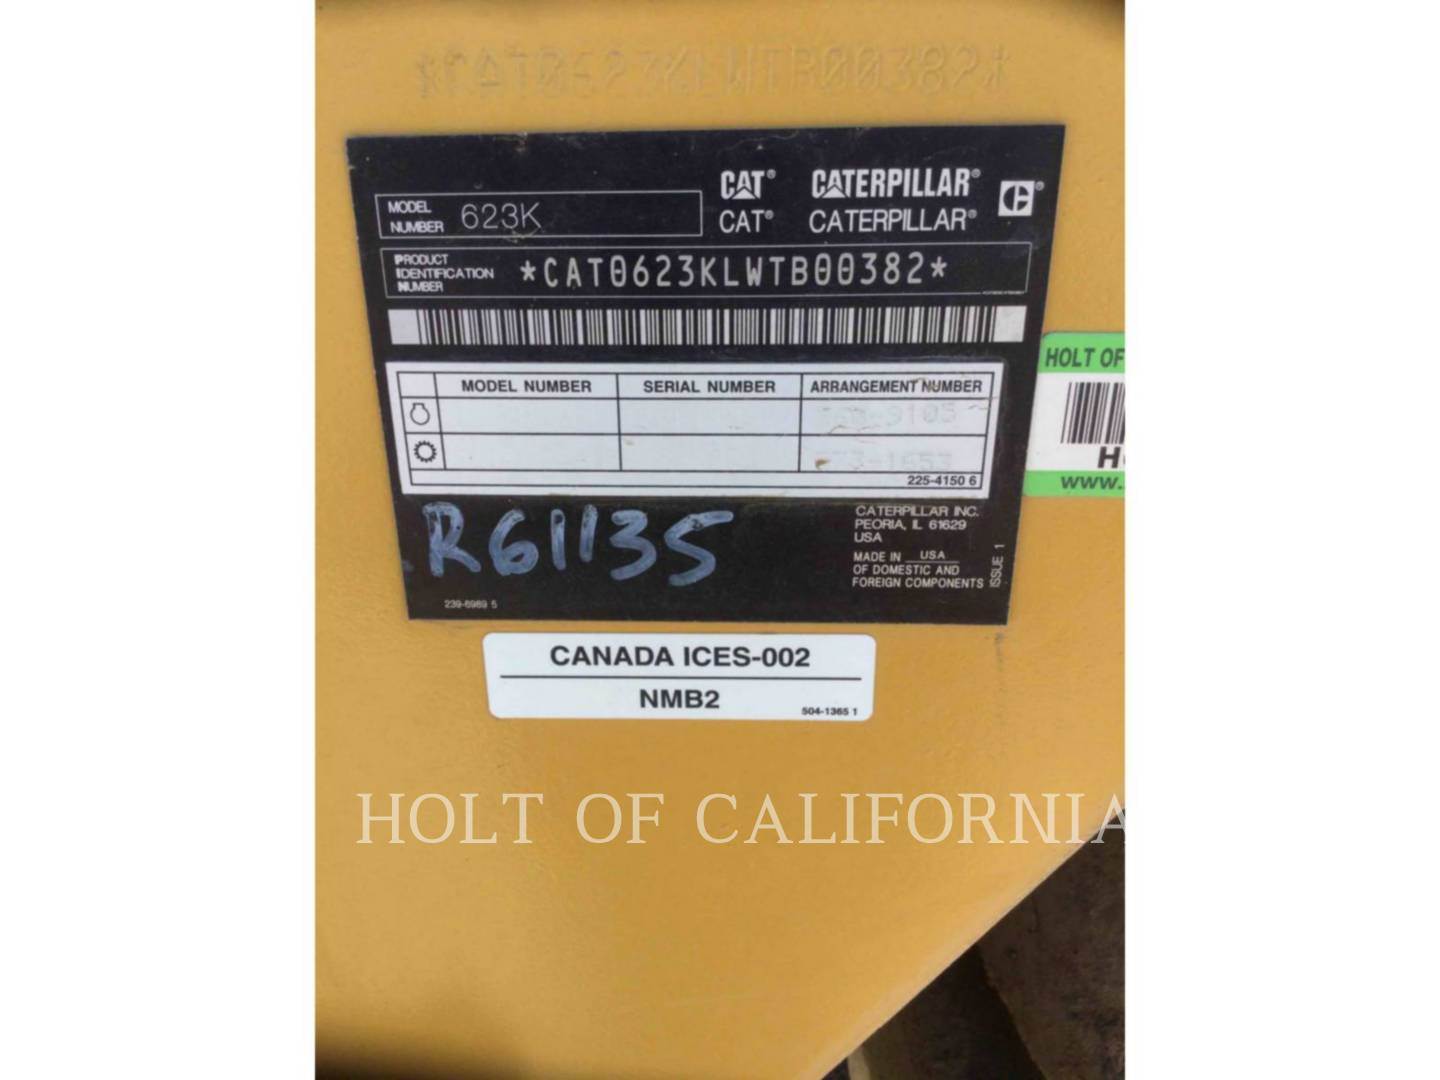 *CAT0623KLWTB00382*
CAT® CATERPILLAR®
MODEL NUMBER 623K
CAT® CATERPILLAR®
PRODUCT IDENTIFICATION NUMBER *CAT0623KLWTB00382*
MODEL NUMBER SERIAL NUMBER ARRANGEMENT NUMBER
225-4150 6
R61135
CATERPILLAR INC.
PEORIA, IL 61629
USA
MADE IN USA
OF DOMESTIC AND
FOREIGN COMPONENTS
ISSUE 1
239-6989 5
HOLT OF
www.
CANADA ICES-002
NMB2
504-1365 1
HOLT OF CALIFORNIA